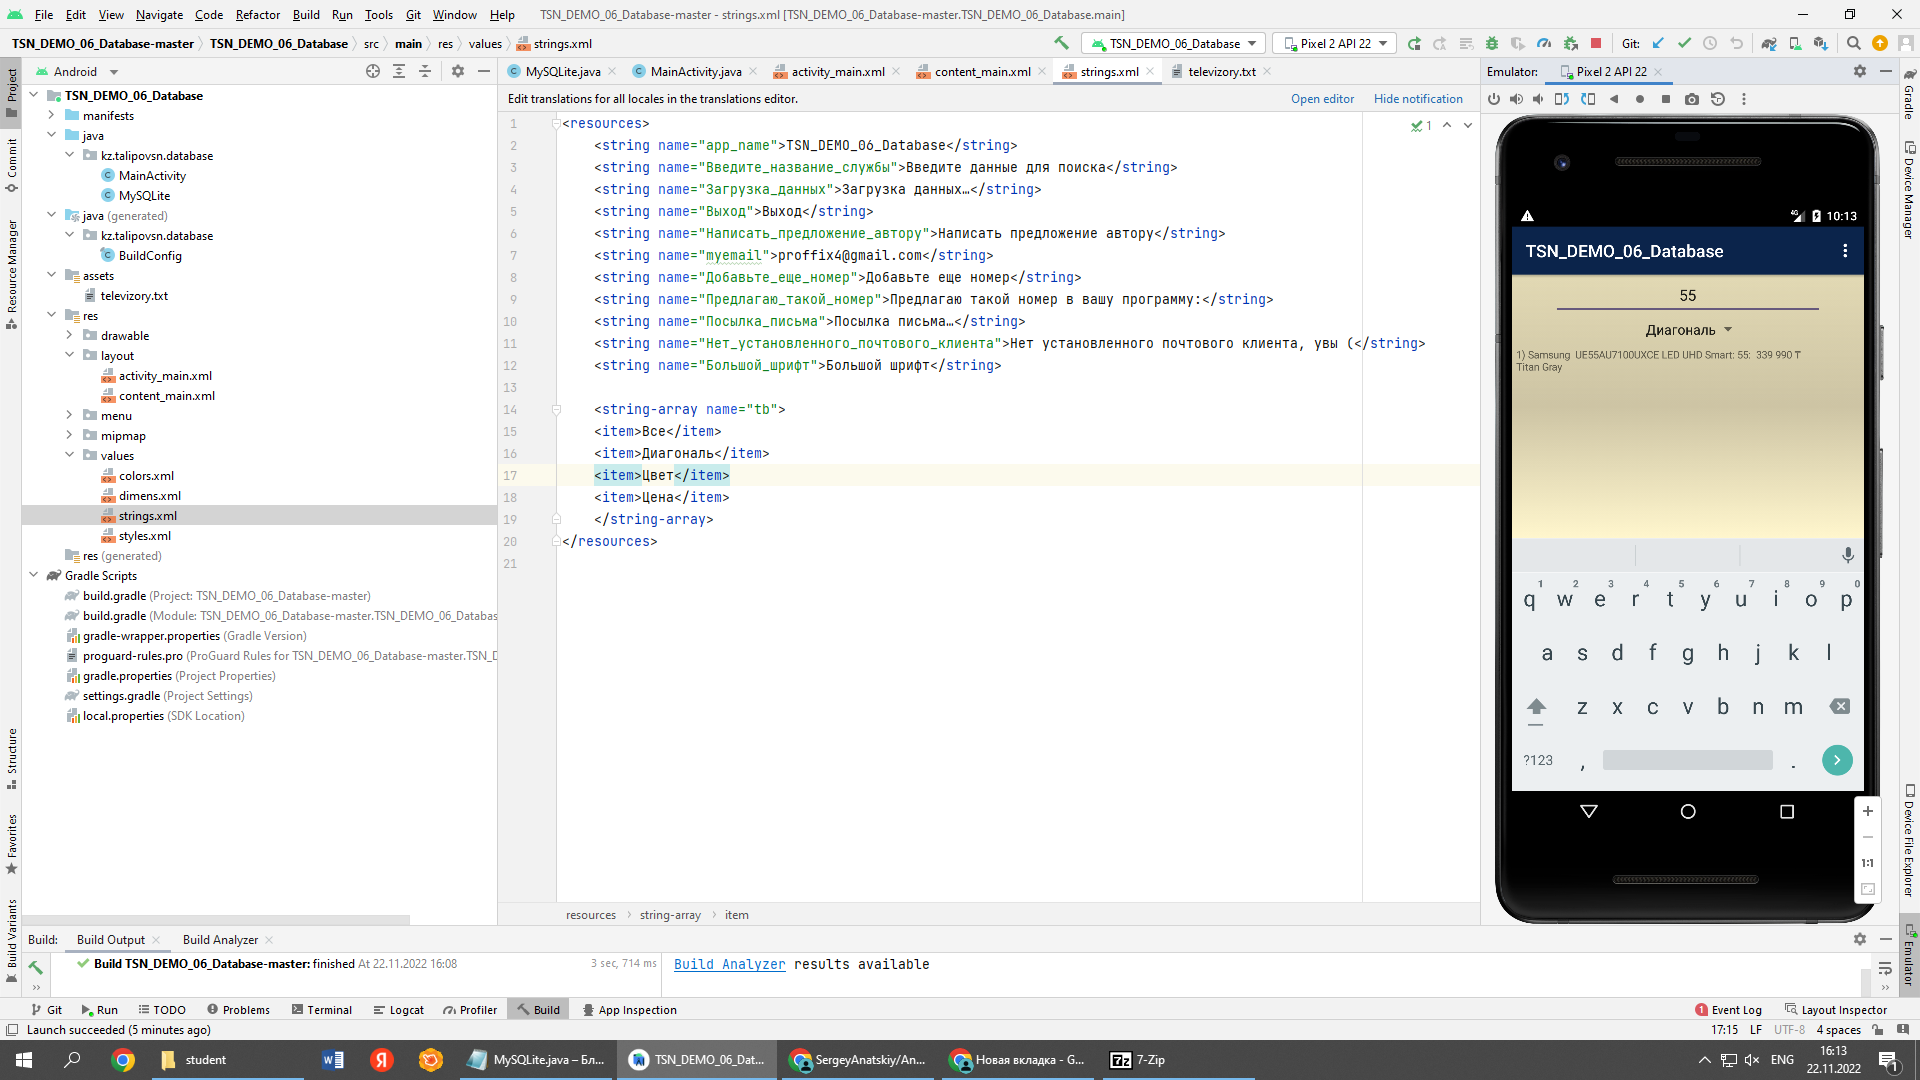 File Edit View Navigate Code Refactor Build Run Tools Git Window Help TSN_DEMO_06_Database-master - strings.xml [TSN_DEMO_06_Database-master.TSN_DEMO_06_Database.main]
TSN_DEMO_06_Database-master TSN_DEMO_06_Database src main res values strings.xml TSN_DEMO_06_Database Pixel 2 API 22 Git:
Project
Commit
Resource Manager
Structure
Favorites
Build Variants
Android
TSN_DEMO_06_Database
manifests
java
kz.talipovsn.database
MainActivity
MySQLite
java (generated)
kz.talipovsn.database
BuildConfig
assets
televizory.txt
res
drawable
layout
activity_main.xml
content_main.xml
menu
mipmap
values
colors.xml
dimens.xml
strings.xml
styles.xml
res (generated)
Gradle Scripts
build.gradle (Project: TSN_DEMO_06_Database-master)
build.gradle (Module: TSN_DEMO_06_Database-master.TSN_DEMO_06_Databas
gradle-wrapper.properties (Gradle Version)
proguard-rules.pro (ProGuard Rules for TSN_DEMO_06_Database-master.TSN_D
gradle.properties (Project Properties)
settings.gradle (Project Settings)
local.properties (SDK Location)
MySQLite.java MainActivity.java activity_main.xml content_main.xml strings.xml televizory.txt
Edit translations for all locales in the translations editor. Open editor Hide notification
1 <resources> 1
2 <string name="app_name">TSN_DEMO_06_Database</string>
3 <string name="Введите_название_службы">Введите данные для поиска</string>
4 <string name="Загрузка_данных">Загрузка данных…</string>
5 <string name="Выход">Выход</string>
6 <string name="Написать_предложение_автору">Написать предложение автору</string>
7 <string name="myemail">proffix4@gmail.com</string>
8 <string name="Добавьте_еще_номер">Добавьте еще номер</string>
9 <string name="Предлагаю_такой_номер">Предлагаю такой номер в вашу программу:</string>
10 <string name="Посылка_письма">Посылка письма…</string>
11 <string name="Нет_установленного_почтового_клиента">Нет установленного почтового клиента, увы (</string>
12 <string name="Большой_шрифт">Большой шрифт</string>
13
14 <string-array name="tb">
15 <item>Все</item>
16 <item>Диагональ</item>
17 <item>Цвет</item>
18 <item>Цена</item>
19 </string-array>
20 </resources>
21
resources string-array item
Emulator: Pixel 2 API 22
4G 10:13
TSN_DEMO_06_Database
55
Диагональ
1) Samsung UE55AU7100UXCE LED UHD Smart: 55: 339 990 ₸
Titan Gray
1 2 3 4 5 6 7 8 9 0
q w e r t y u i o p
a s d f g h j k l
z x c v b n m
?123 , .
1:1
Gradle
Device Manager
Device File Explorer
Emulator
Build: Build Output Build Analyzer
Build TSN_DEMO_06_Database-master: finished At 22.11.2022 16:08 3 sec, 714 ms
Build Analyzer results available
Git Run TODO Problems Terminal Logcat Profiler Build App Inspection 1 Event Log Layout Inspector
Launch succeeded (5 minutes ago) 17:15 LF UTF-8 4 spaces
student MySQLite.java – Бл... TSN_DEMO_06_Dat... SergeyAnatskiy/An... Новая вкладка - G... 7z 7-Zip ENG 16:13
22.11.2022 1